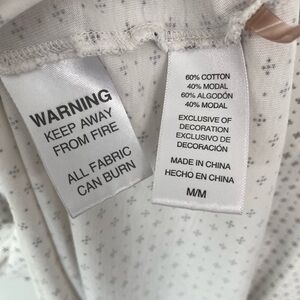 WARNING
KEEP AWAY
FROM FIRE
ALL FABRIC
CAN BURN
60% COTTON
40% MODAL
60% ALGODÓN
40% MODAL
EXCLUSIVE OF
DECORATION
EXCLUSIVO DE
DECORACIÓN
MADE IN CHINA
HECHO EN CHINA
M/M